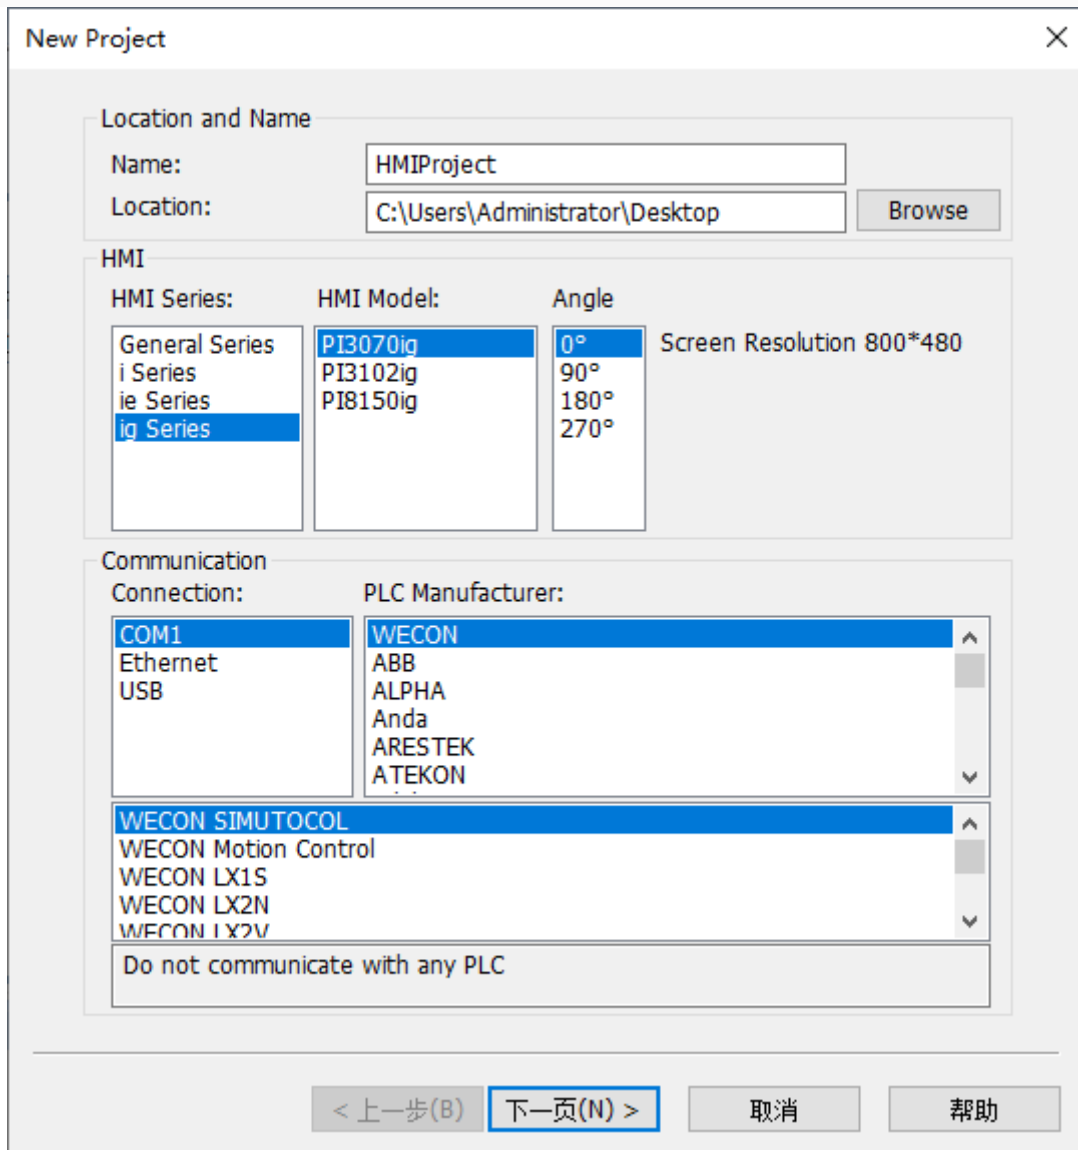 New Project
Location and Name
Name:
HMIProject
Location:
C:\Users\Administrator\Desktop
Browse
HMI
HMI Series:
HMI Model:
Angle
General Series
i Series
ie Series
ig Series
PI3070ig
PI3102ig
PI8150ig
0°
90°
180°
270°
Screen Resolution 800*480
Communication
Connection:
PLC Manufacturer:
COM1
Ethernet
USB
WECON
ABB
ALPHA
Anda
ARESTEK
ATEKON
WECON SIMUTOCOL
WECON Motion Control
WECON LX1S
WECON LX2N
WECON LX2V
Do not communicate with any PLC
< 上一步(B)
下一页(N) >
取消
帮助